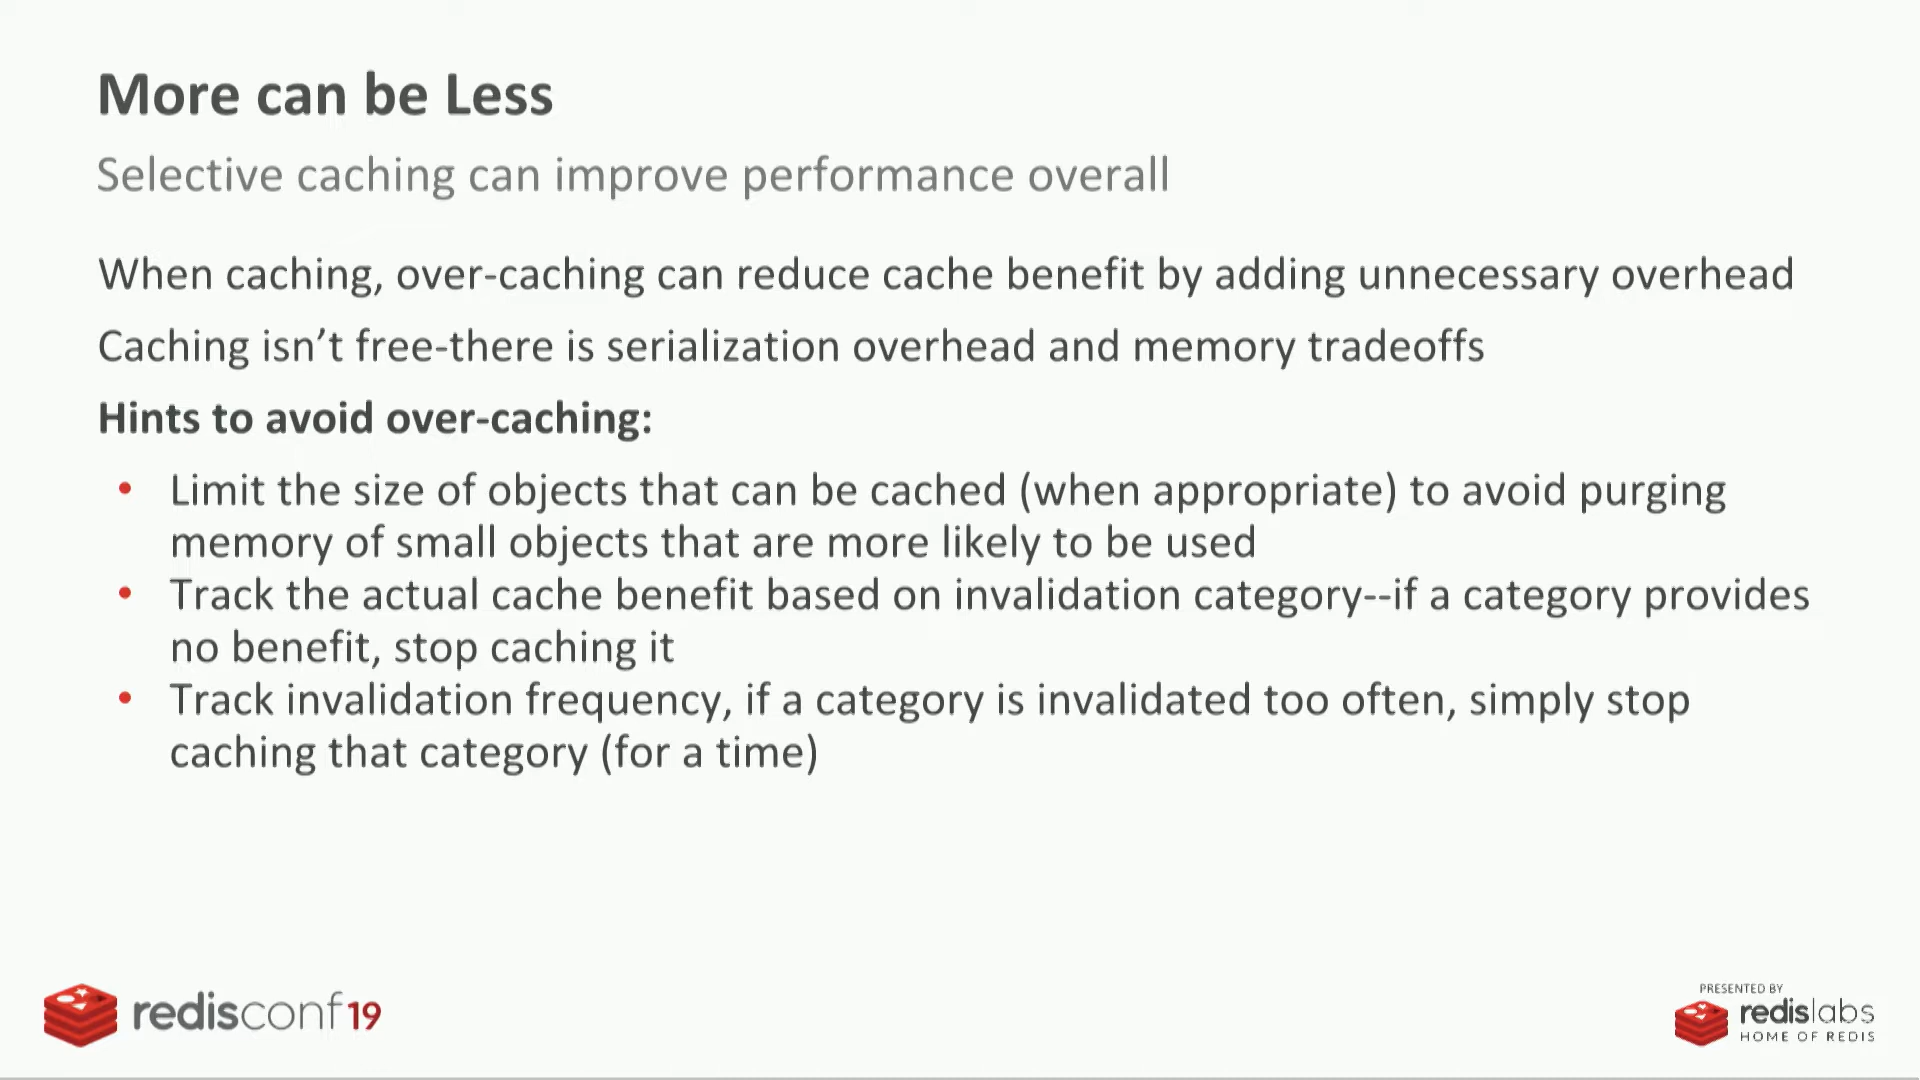 More can be Less
Selective caching can improve performance overall
When caching, over-caching can reduce cache benefit by adding unnecessary overhead
Caching isn’t free-there is serialization overhead and memory tradeoffs
Hints to avoid over-caching:
• Limit the size of objects that can be cached (when appropriate) to avoid purging
memory of small objects that are more likely to be used
• Track the actual cache benefit based on invalidation category--if a category provides
no benefit, stop caching it
• Track invalidation frequency, if a category is invalidated too often, simply stop
caching that category (for a time)
redisconf19
PRESENTED BY
redislabs
HOME OF REDIS